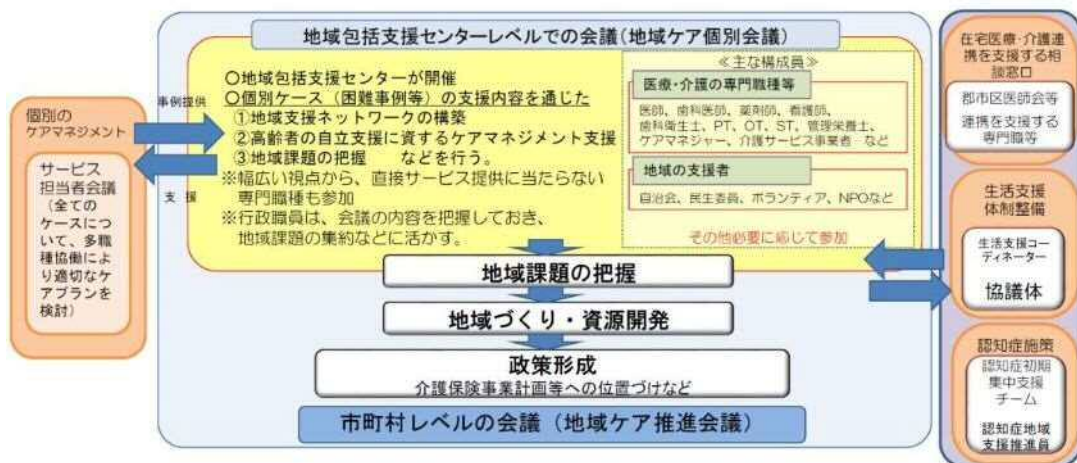 地域包括支援センターレベルでの会議(地域ケア個別会議)
個別の
ケアマネジメント
サービス
担当者会議
(全ての
ケースにつ
いて、多職
種協働によ
り適切なケ
アプランを
検討)
事例提供
支 援
○地域包括支援センターが開催
○個別ケース(困難事例等)の支援内容を通じた
①地域支援ネットワークの構築
②高齢者の自立支援に資するケアマネジメント支援
③地域課題の把握 などを行う。
※幅広い視点から、直接サービス提供に当たらない
専門職種も参加
※行政職員は、会議の内容を把握しておき、
地域課題の集約などに活かす。
≪主な構成員≫
医療・介護の専門職種等
医師、歯科医師、薬剤師、看護師、
歯科衛生士、PT、OT、ST、管理栄養士、
ケアマネジャー、介護サービス事業者 など
地域の支援者
自治会、民生委員、ボランティア、NPOなど
その他必要に応じて参加
地域課題の把握
地域づくり・資源開発
政策形成
介護保険事業計画等への位置づけなど
市町村レベルの会議(地域ケア推進会議)
在宅医療・介護連
携を支援する相
談窓口
郡市区医師会等
連携を支援する
専門職等
生活支援
体制整備
生活支援コー
ディネーター
協議体
認知症施策
認知症初期
集中支援
チーム
認知症地域
支援推進員